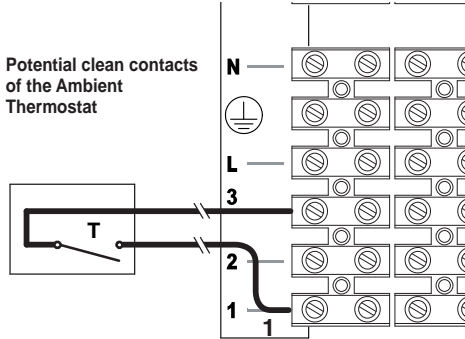 Potential clean contacts
of the Ambient
Thermostat
N
L
3
T
2
1
1